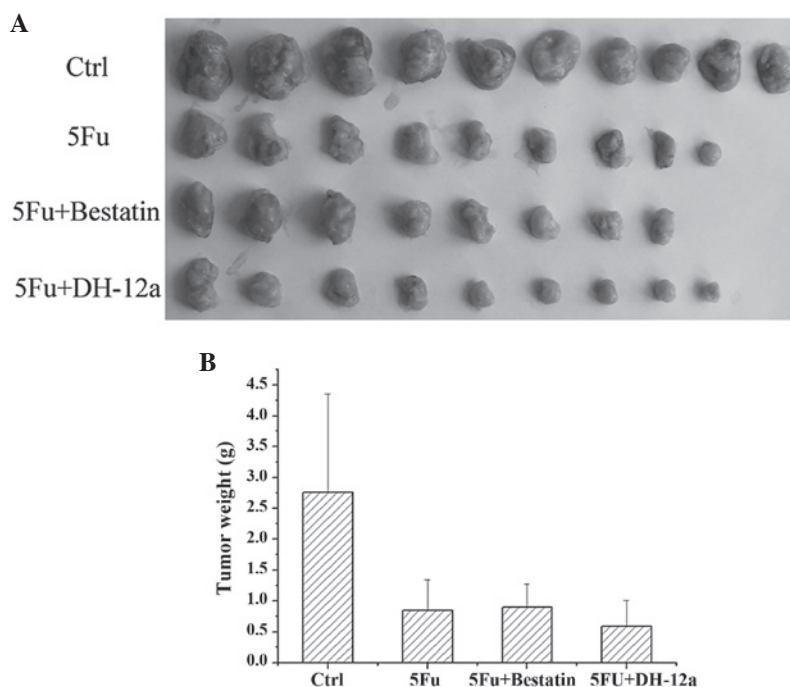 A
Ctrl
5Fu
5Fu+Bestatin
5Fu+DH-12a
B
Tumor weight (g)
4.5
4.0
3.5
3.0
2.5
2.0
1.5
1.0
0.5
0.0
Ctrl 5Fu 5Fu+Bestatin 5FU+DH-12a